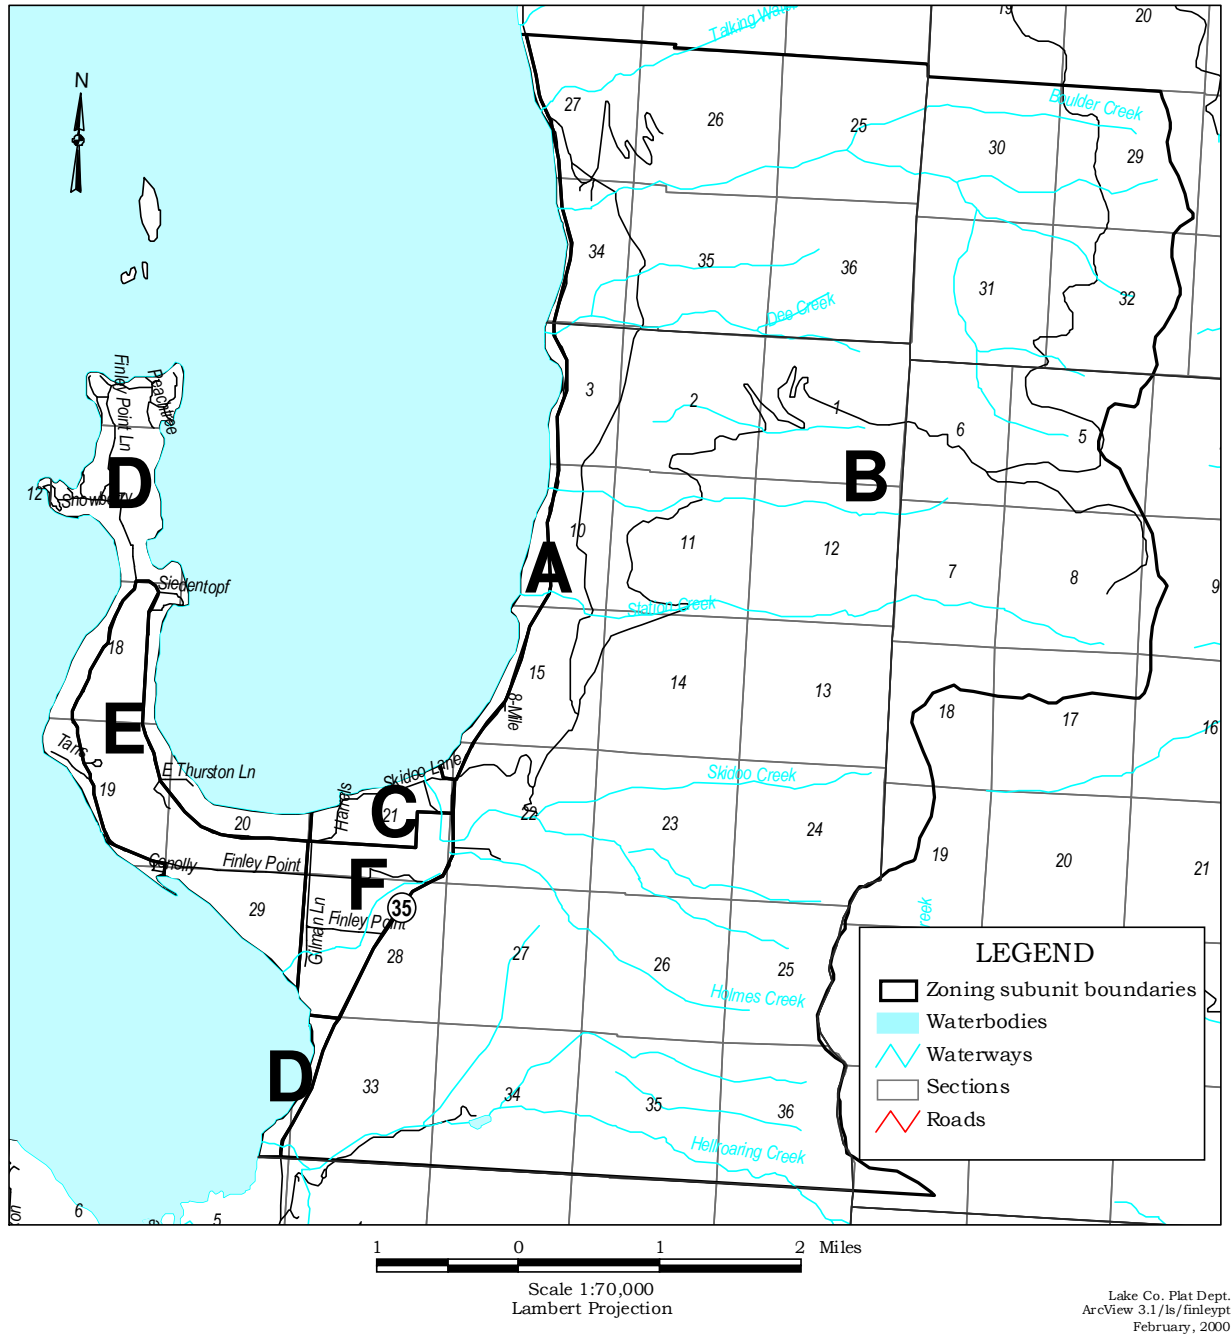 19
20
Talking Wate
N
27
26
25
Boulder Creek
30
29
34
35
36
31
32
Dee Creek
Finley Point Ln
Peachtree
3
2
1
6
5
D
B
12
Snowberry
10
11
12
7
8
9
A
Siedentopf
Station Creek
18
15
14
13
8-Mile
18
17
16
E
Taris
E Thurston Ln
Skidoo Lane
Skidoo Creek
19
Harrals
C
21
22
20
23
24
19
20
21
Conolly
Finley Point
F
35
29
Gilman Ln
Finley Point
28
27
26
25
reek
Holmes Creek
LEGEND
Zoning subunit boundaries
Waterbodies
Waterways
Sections
Roads
D
33
34
35
36
Hellroaring Creek
6
5
on
e
1 0 1 2 Miles
Scale 1:70,000
Lambert Projection
Lake Co. Plat Dept.
ArcView 3.1/ls/finleypt
February, 2000